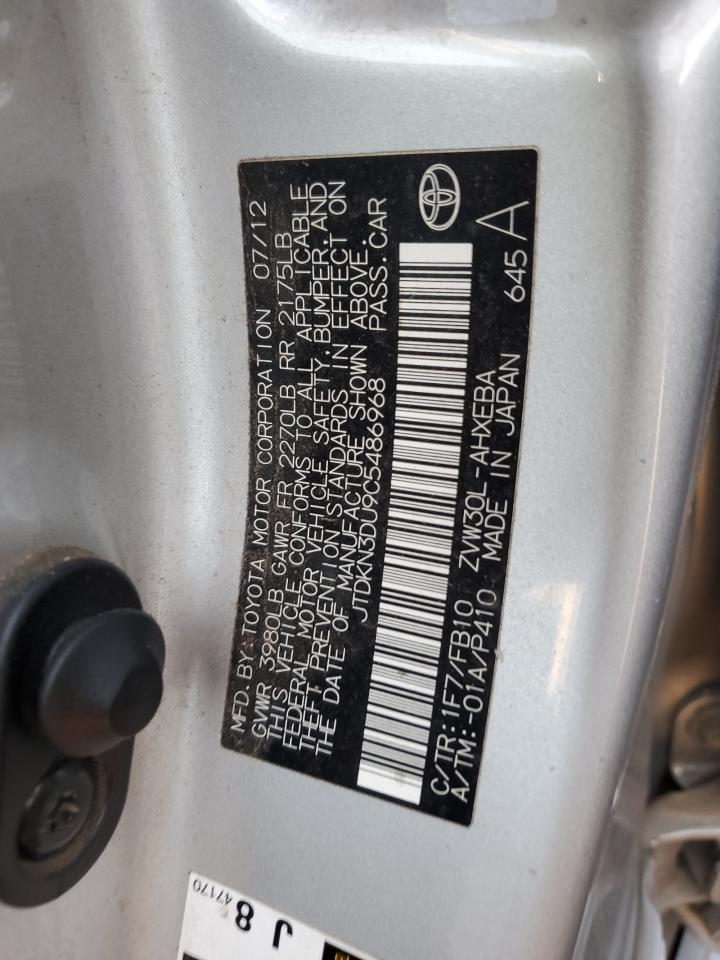 MFD. BY: TOYOTA MOTOR CORPORATION 07/12
GVWR 3980LB GAWR FR 2270LB RR 2175LB
THIS VEHICLE CONFORMS TO ALL APPLICABLE
FEDERAL MOTOR VEHICLE SAFETY, BUMPER, AND
THEFT PREVENTION STANDARDS IN EFFECT ON
THE DATE OF MANUFACTURE SHOWN ABOVE.
JTDKN3DU9C5486968 PASS. CAR
C/TR: 1F7/FB10 ZVW30L-AHXEBA
A/TM: -01A/P410 MADE IN JAPAN 645 A
J 8
47170